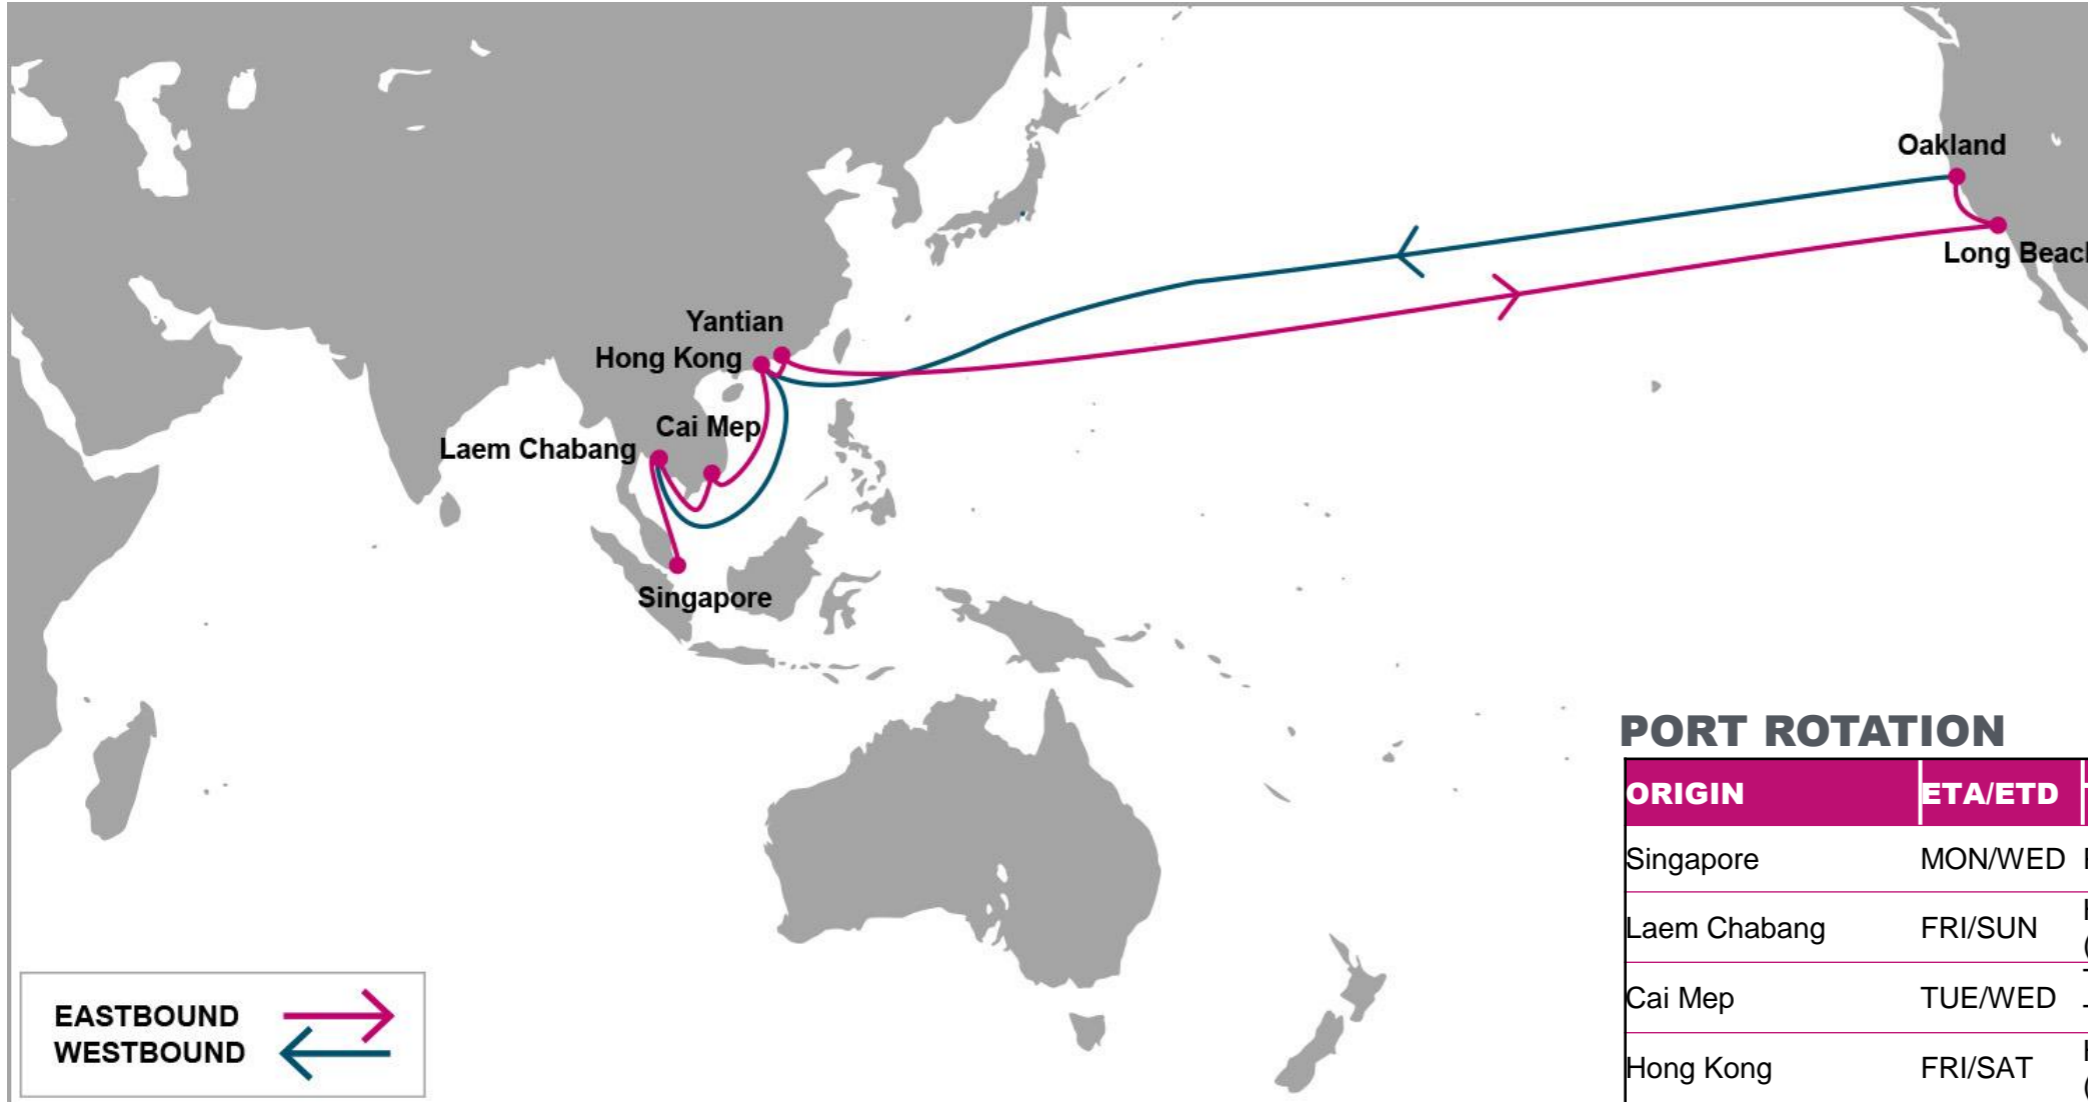 Oakland
Long Beach
Yantian
Hong Kong
Cai Mep
Laem Chabang
Singapore
PORT ROTATION
ORIGIN ETA/ETD
Singapore MON/WED
Laem Chabang FRI/SUN
Cai Mep TUE/WED
Hong Kong FRI/SAT
EASTBOUND
WESTBOUND